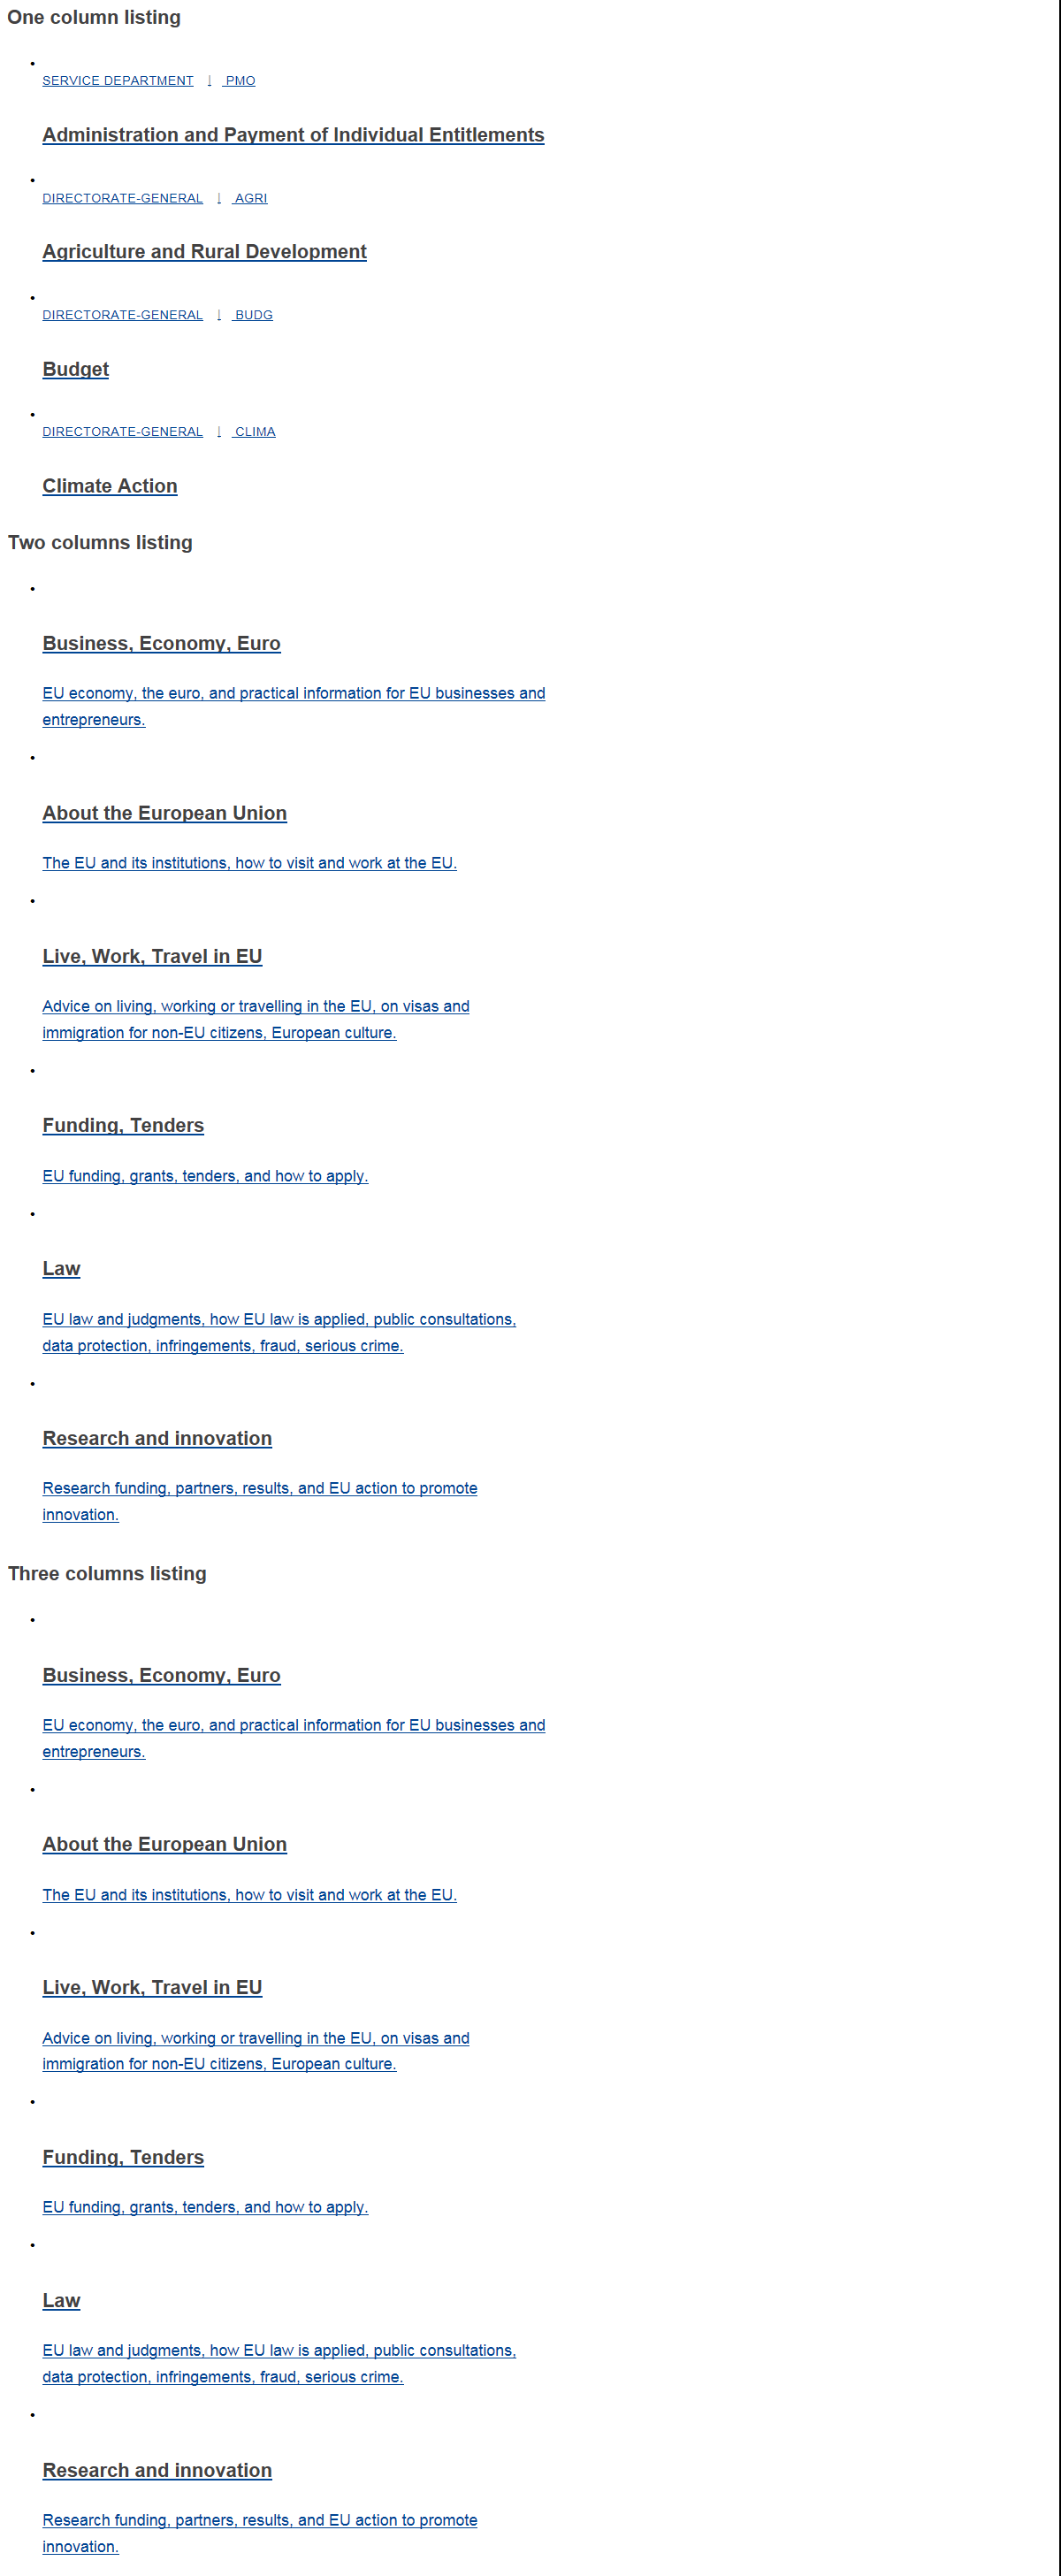 One column listing
SERVICE DEPARTMENT | PMO
Administration and Payment of Individual Entitlements
DIRECTORATE-GENERAL | AGRI
Agriculture and Rural Development
DIRECTORATE-GENERAL | BUDG
Budget
DIRECTORATE-GENERAL | CLIMA
Climate Action
Two columns listing
Business, Economy, Euro
EU economy, the euro, and practical information for EU businesses and
entrepreneurs.
About the European Union
The EU and its institutions, how to visit and work at the EU.
Live, Work, Travel in EU
Advice on living, working or travelling in the EU, on visas and
immigration for non-EU citizens, European culture.
Funding, Tenders
EU funding, grants, tenders, and how to apply.
Law
EU law and judgments, how EU law is applied, public consultations,
data protection, infringements, fraud, serious crime.
Research and innovation
Research funding, partners, results, and EU action to promote
innovation.
Three columns listing
Business, Economy, Euro
EU economy, the euro, and practical information for EU businesses and
entrepreneurs.
About the European Union
The EU and its institutions, how to visit and work at the EU.
Live, Work, Travel in EU
Advice on living, working or travelling in the EU, on visas and
immigration for non-EU citizens, European culture.
Funding, Tenders
EU funding, grants, tenders, and how to apply.
Law
EU law and judgments, how EU law is applied, public consultations,
data protection, infringements, fraud, serious crime.
Research and innovation
Research funding, partners, results, and EU action to promote
innovation.